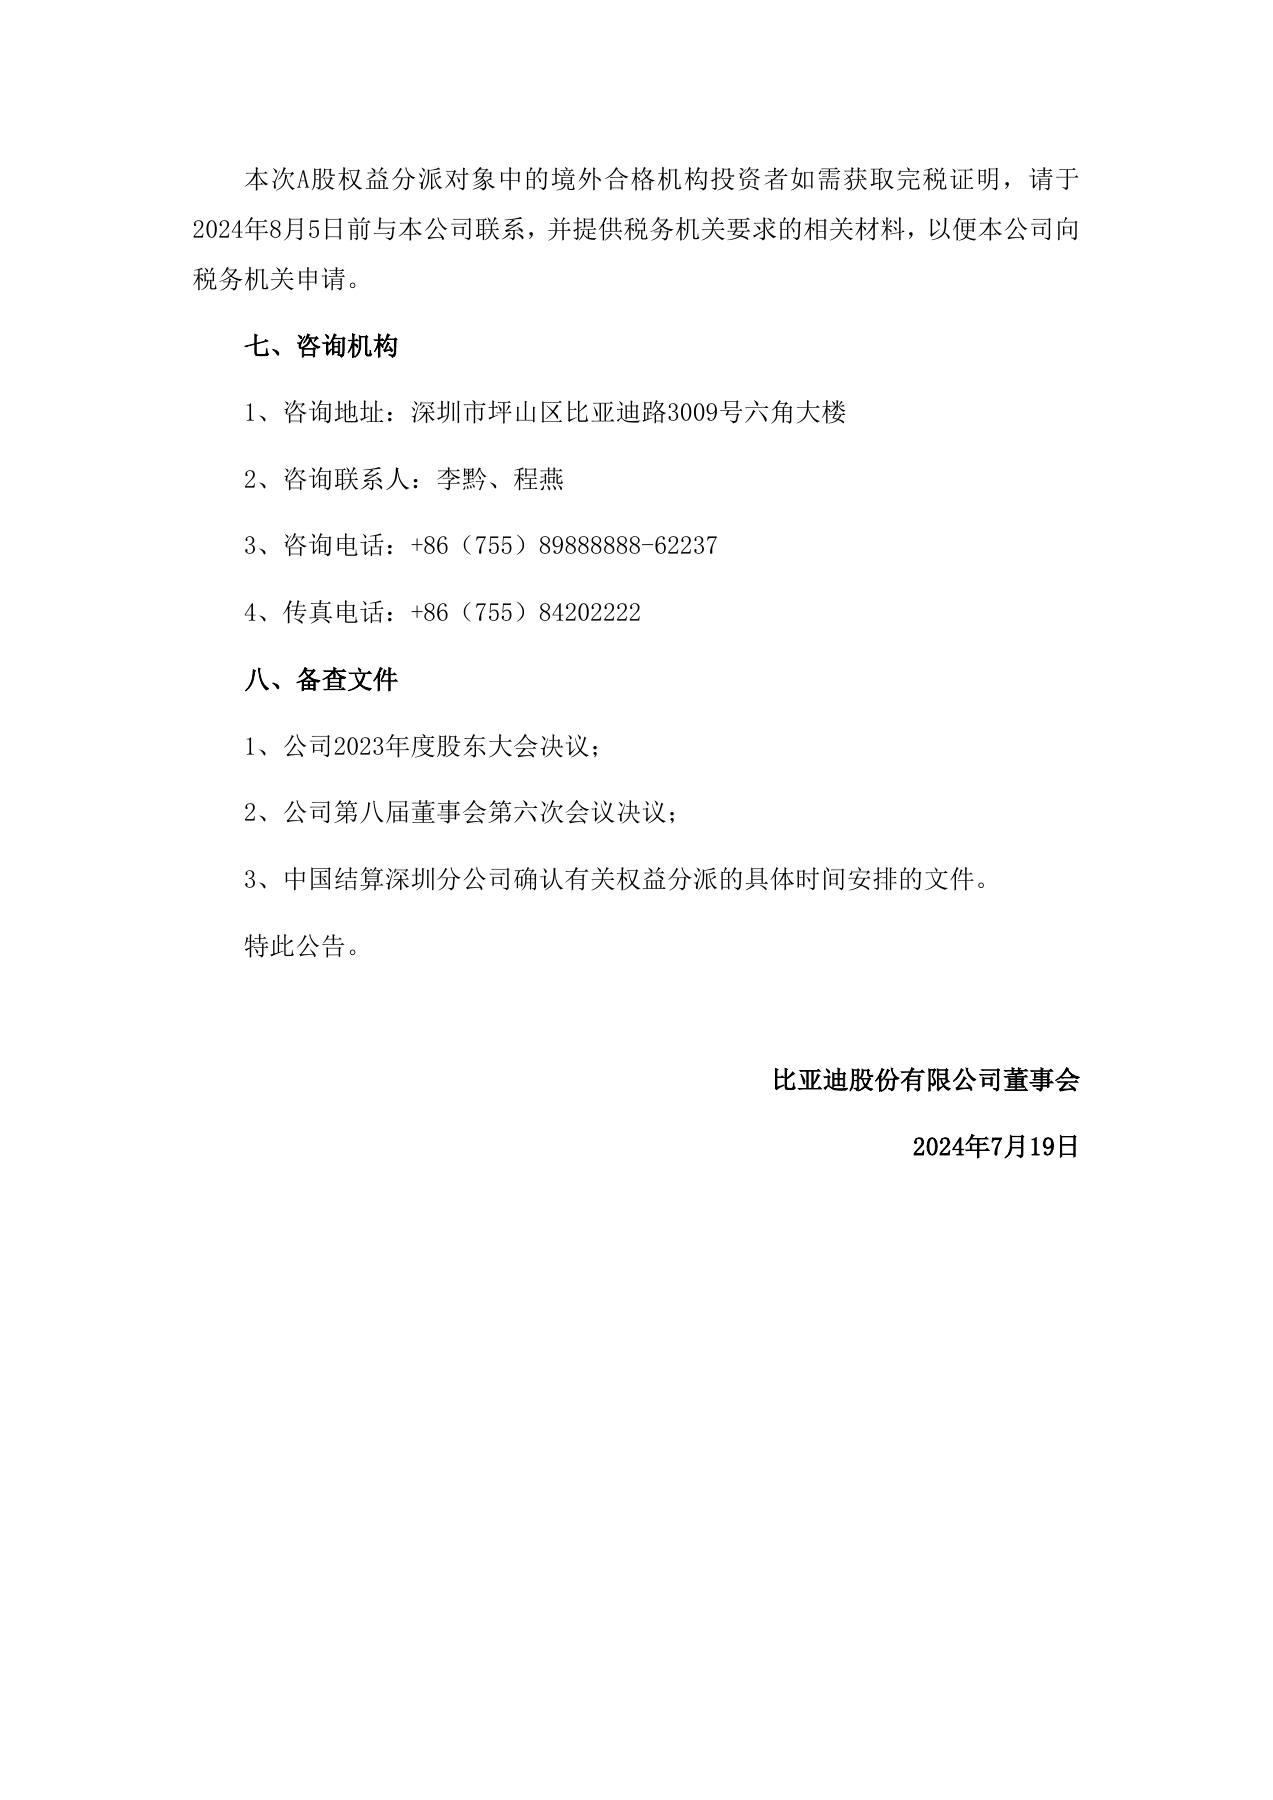 本次A股权益分派对象中的境外合格机构投资者如需获取完税证明，请于
2024年8月5日前与本公司联系，并提供税务机关要求的相关材料，以便本公司向
税务机关申请。
七、咨询机构
1、咨询地址：深圳市坪山区比亚迪路3009号六角大楼
2、咨询联系人：李黔、程燕
3、咨询电话：+86（755）89888888-62237
4、传真电话：+86（755）84202222
八、备查文件
1、公司2023年度股东大会决议；
2、公司第八届董事会第六次会议决议；
3、中国结算深圳分公司确认有关权益分派的具体时间安排的文件。
特此公告。
比亚迪股份有限公司董事会
2024年7月19日